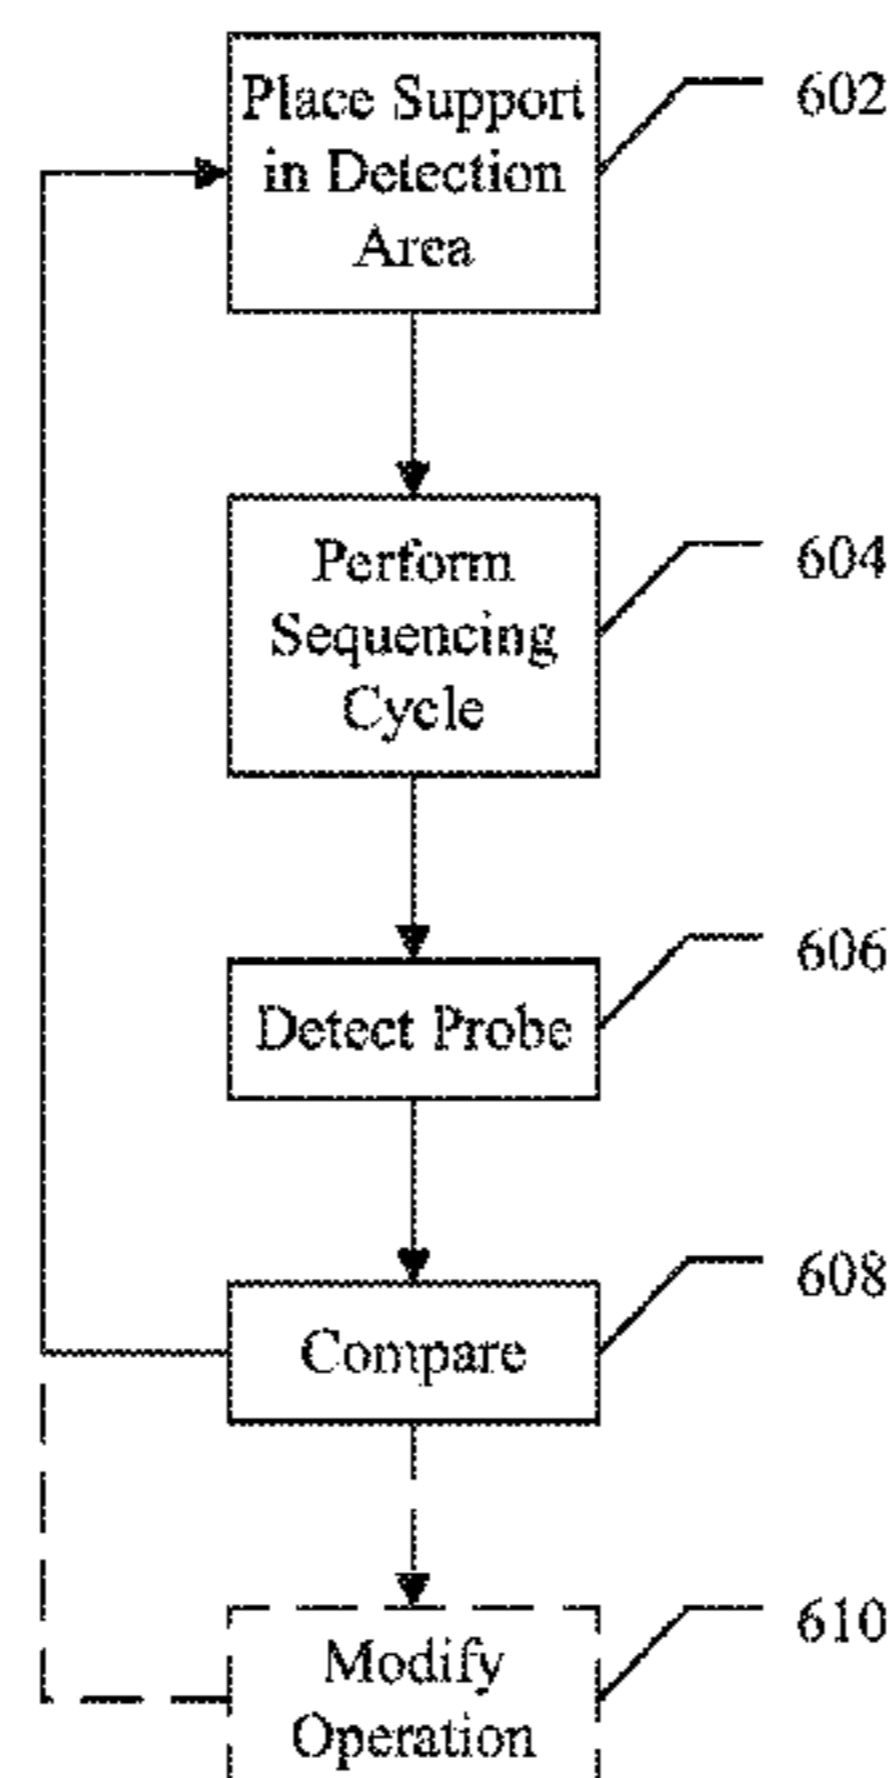 Place Support
in Detection
Area
602
Perform
Sequencing
Cycle
604
Detect Probe
606
Compare
608
Modify
Operation
610